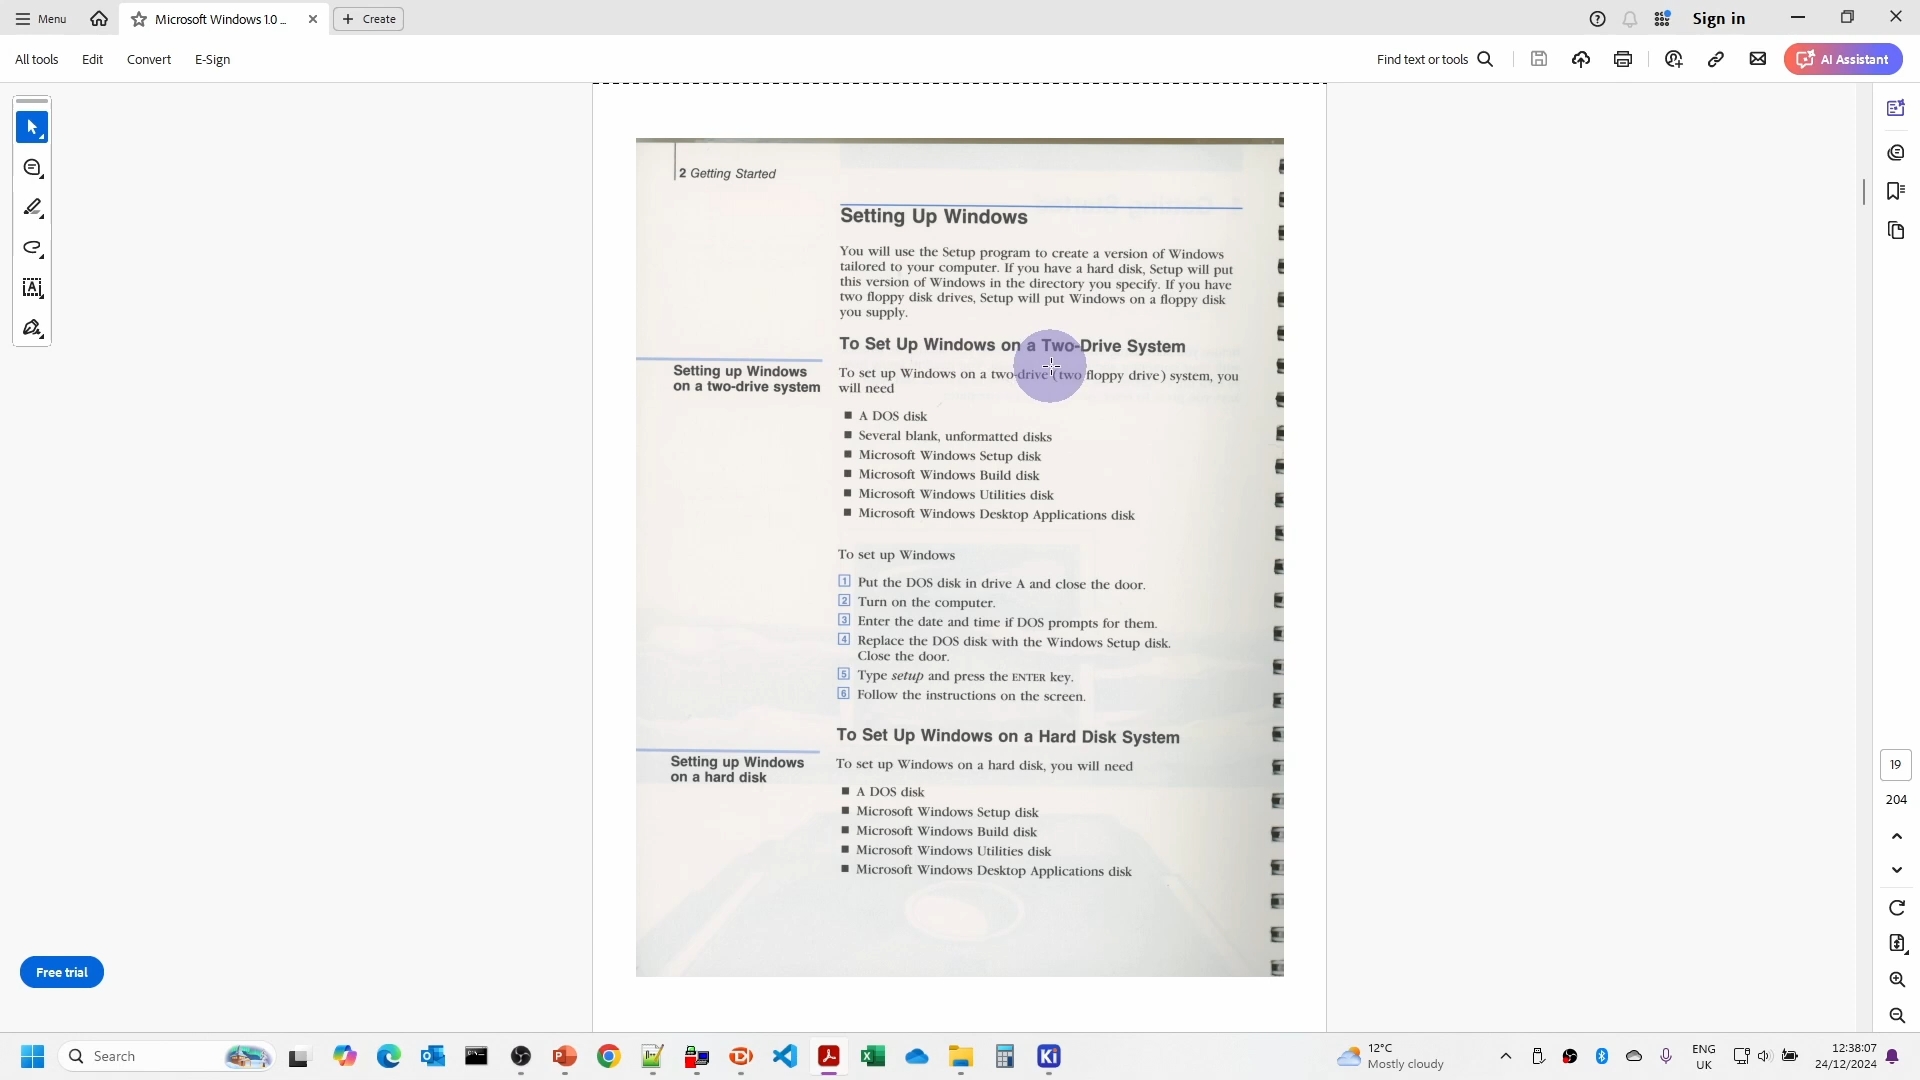 Menu
Microsoft Windows 1.0 ...
Create
Sign in
All tools
Edit
Convert
E-Sign
Find text or tools
AI Assistant
2 Getting Started
Setting Up Windows
You will use the Setup program to create a version of Windows
tailored to your computer. If you have a hard disk, Setup will put
this version of Windows in the directory you specify. If you have
two floppy disk drives, Setup will put Windows on a floppy disk
you supply.
To Set Up Windows on a Two-Drive System
Setting up Windows
on a two-drive system
To set up Windows on a two-drive (two floppy drive) system, you
will need
■ A DOS disk
■ Several blank, unformatted disks
■ Microsoft Windows Setup disk
■ Microsoft Windows Build disk
■ Microsoft Windows Utilities disk
■ Microsoft Windows Desktop Applications disk
To set up Windows
1 Put the DOS disk in drive A and close the door.
2 Turn on the computer.
3 Enter the date and time if DOS prompts for them.
4 Replace the DOS disk with the Windows Setup disk.
Close the door.
5 Type setup and press the ENTER key.
6 Follow the instructions on the screen.
To Set Up Windows on a Hard Disk System
Setting up Windows
on a hard disk
To set up Windows on a hard disk, you will need
■ A DOS disk
■ Microsoft Windows Setup disk
■ Microsoft Windows Build disk
■ Microsoft Windows Utilities disk
■ Microsoft Windows Desktop Applications disk
19
204
Free trial
Search
Ki
12°C
Mostly cloudy
ENG
UK
12:38:07
24/12/2024